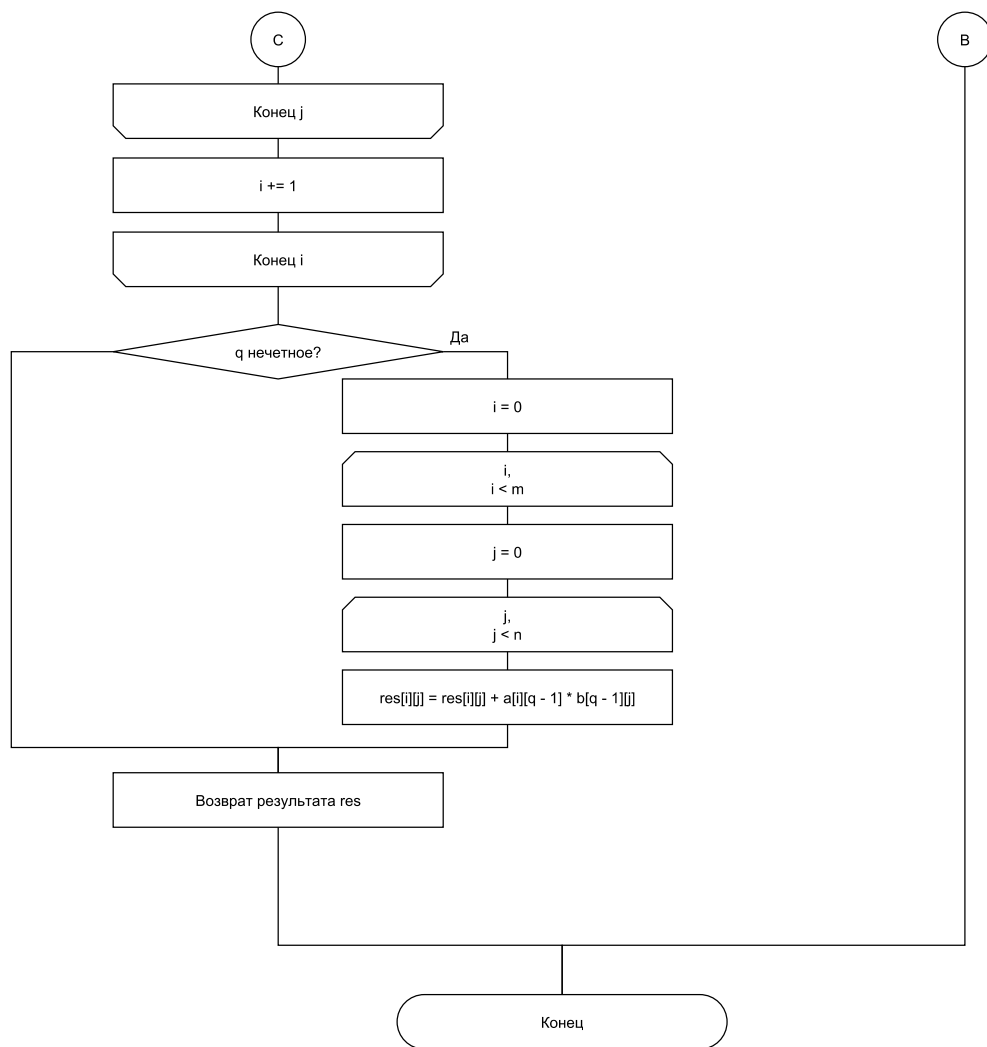 C
B
Конец j
i += 1
Конец i
q нечетное?
Да
i = 0
i,
i < m
j = 0
j,
j < n
res[i][j] = res[i][j] + a[i][q - 1] * b[q - 1][j]
Возврат результата res
Конец